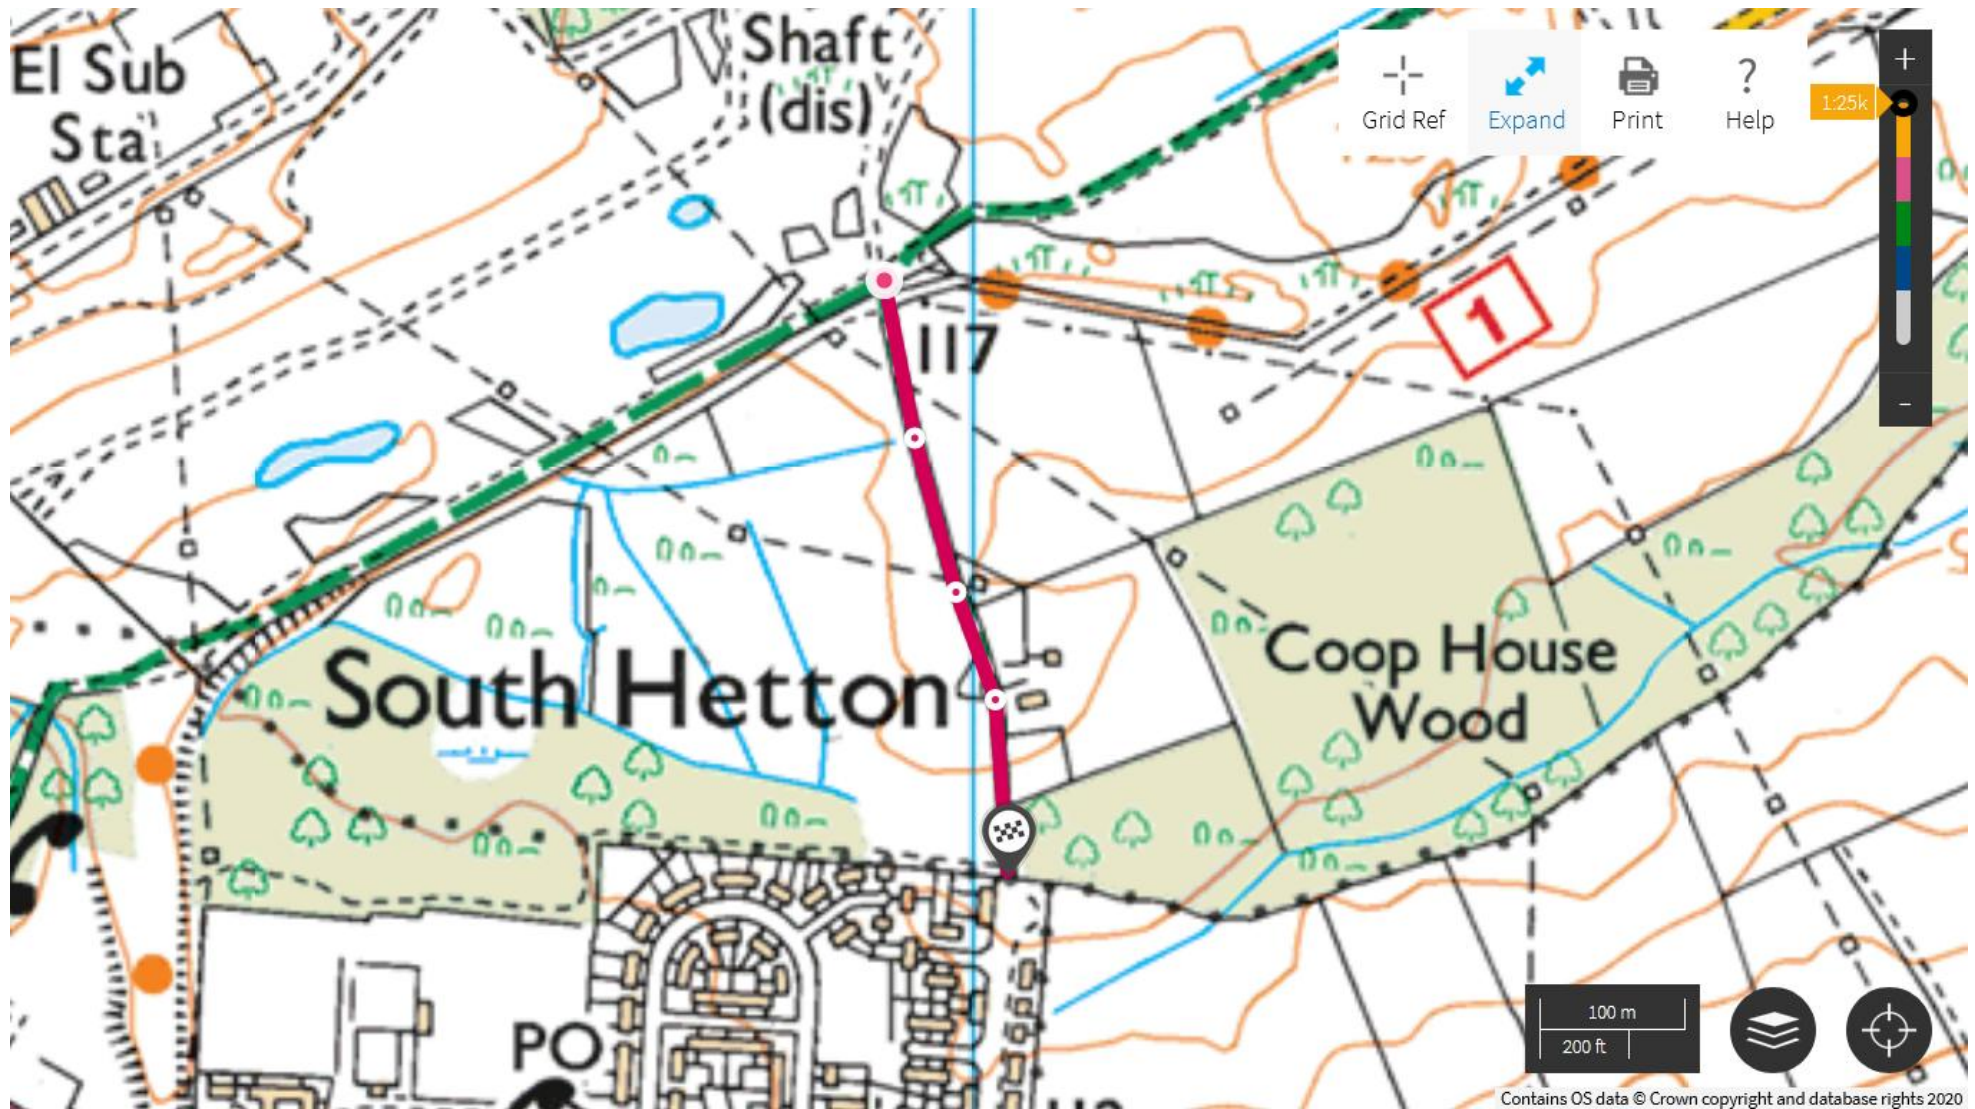 El Sub
Sta
Shaft
(dis)
Grid Ref
Expand
Print
?
Help
+
1:25k
-
1
117
Coop House
Wood
South Hetton
PO
100 m
200 ft
Contains OS data © Crown copyright and database rights 2020